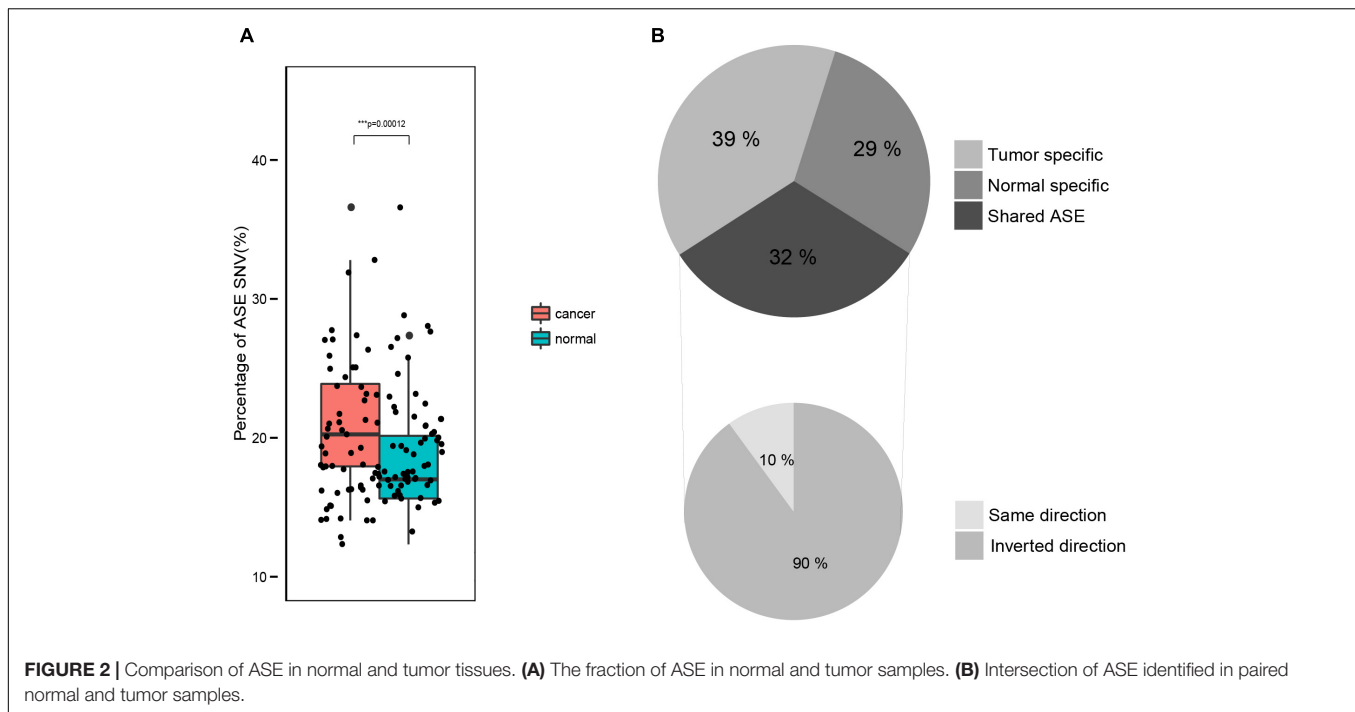 A
B
***p=0.00012
Percentage of ASE SNV(%)
40
30
20
10
cancer
normal
39 %
29 %
32 %
Tumor specific
Normal specific
Shared ASE
10 %
90 %
Same direction
Inverted direction
FIGURE 2 | Comparison of ASE in normal and tumor tissues. (A) The fraction of ASE in normal and tumor samples. (B) Intersection of ASE identified in paired
normal and tumor samples.